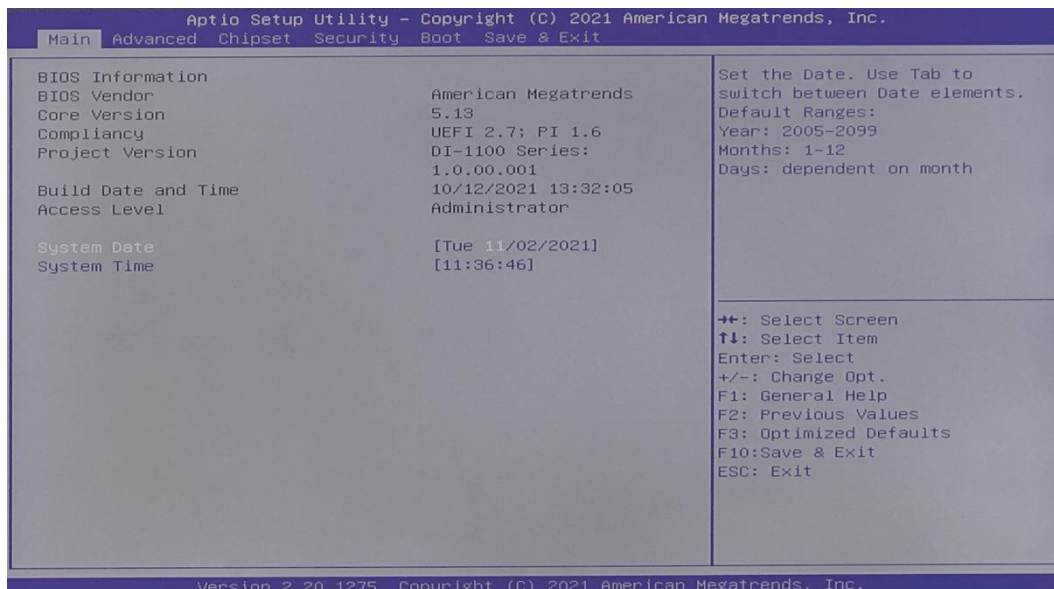 Aptio Setup Utility – Copyright (C) 2021 American Megatrends, Inc.
Main Advanced Chipset Security Boot Save & Exit
BIOS Information
BIOS Vendor American Megatrends
Core Version 5.13
Compliancy UEFI 2.7; PI 1.6
Project Version DI-1100 Series:
1.0.00.001
Build Date and Time 10/12/2021 13:32:05
Access Level Administrator
System Date [Tue 11/02/2021]
System Time [11:36:46]
Set the Date. Use Tab to
switch between Date elements.
Default Ranges:
Year: 2005-2099
Months: 1-12
Days: dependent on month
→←: Select Screen
↑↓: Select Item
Enter: Select
+/-: Change Opt.
F1: General Help
F2: Previous Values
F3: Optimized Defaults
F10:Save & Exit
ESC: Exit
Version 2.20.1275. Copyright (C) 2021 American Megatrends, Inc.